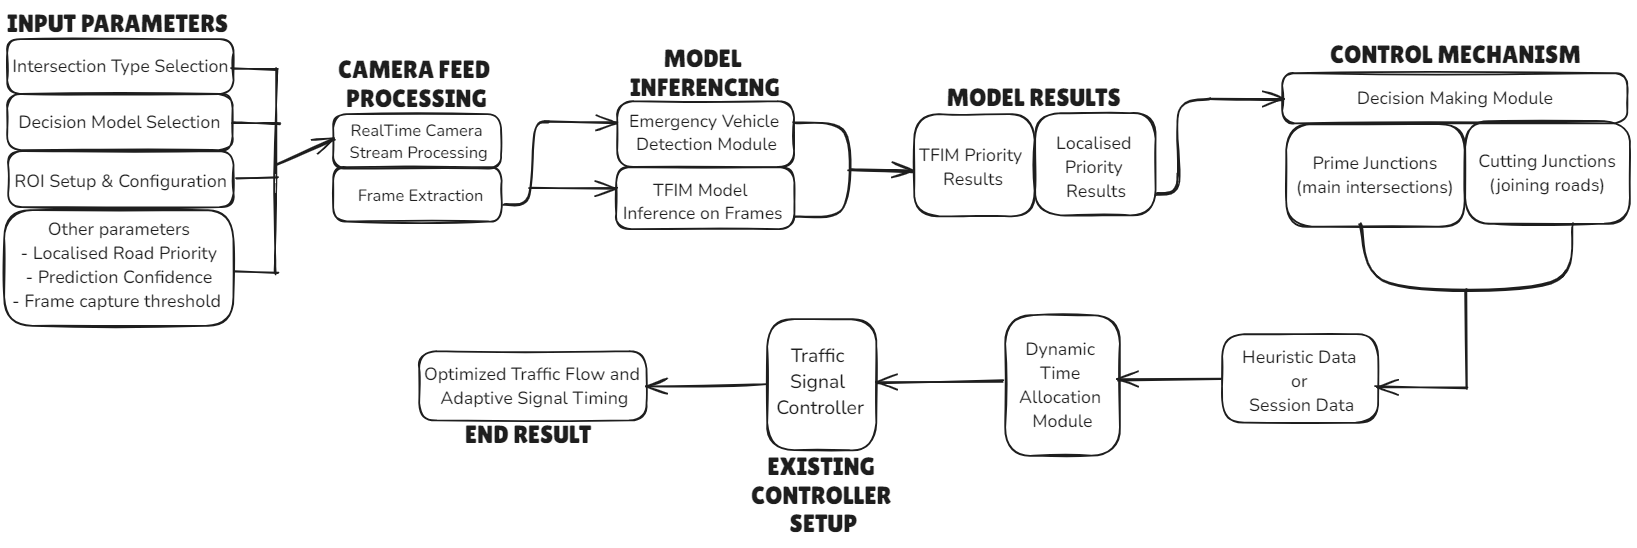 INPUT PARAMETERS
Intersection Type Selection
Decision Model Selection
ROI Setup & Configuration
Other parameters
- Localised Road Priority
- Prediction Confidence
- Frame capture threshold
CAMERA FEED
PROCESSING
RealTime Camera
Stream Processing
Frame Extraction
MODEL
INFERENCING
Emergency Vehicle
Detection Module
TFIM Model
Inference on Frames
MODEL RESULTS
TFIM Priority
Results
Localised
Priority
Results
CONTROL MECHANISM
Decision Making Module
Prime Junctions
(main intersections)
Cutting Junctions
(joining roads)
Heuristic Data
or
Session Data
Dynamic
Time
Allocation
Module
Traffic
Signal
Controller
EXISTING
CONTROLLER
SETUP
Optimized Traffic Flow and
Adaptive Signal Timing
END RESULT